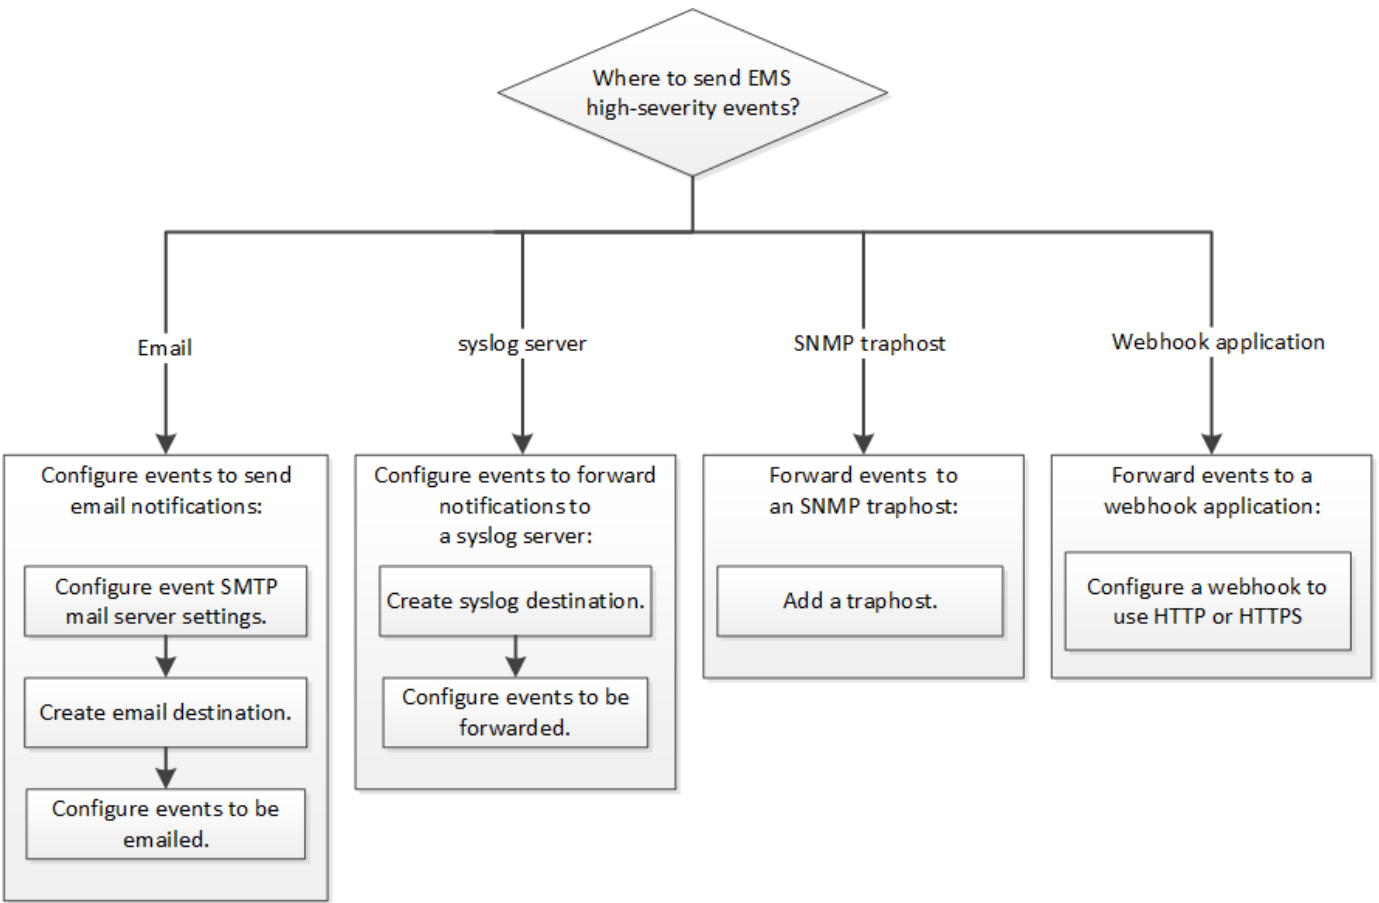 Where to send EMS
high-severity events?
Email
syslog server
SNMP traphost
Webhook application
Configure events to send
email notifications:
Configure event SMTP
mail server settings.
Create email destination.
Configure events to be
emailed.
Configure events to forward
notifications to
a syslog server:
Create syslog destination.
Configure events to be
forwarded.
Forward events to
an SNMP traphost:
Add a traphost.
Forward events to a
webhook application:
Configure a webhook to
use HTTP or HTTPS